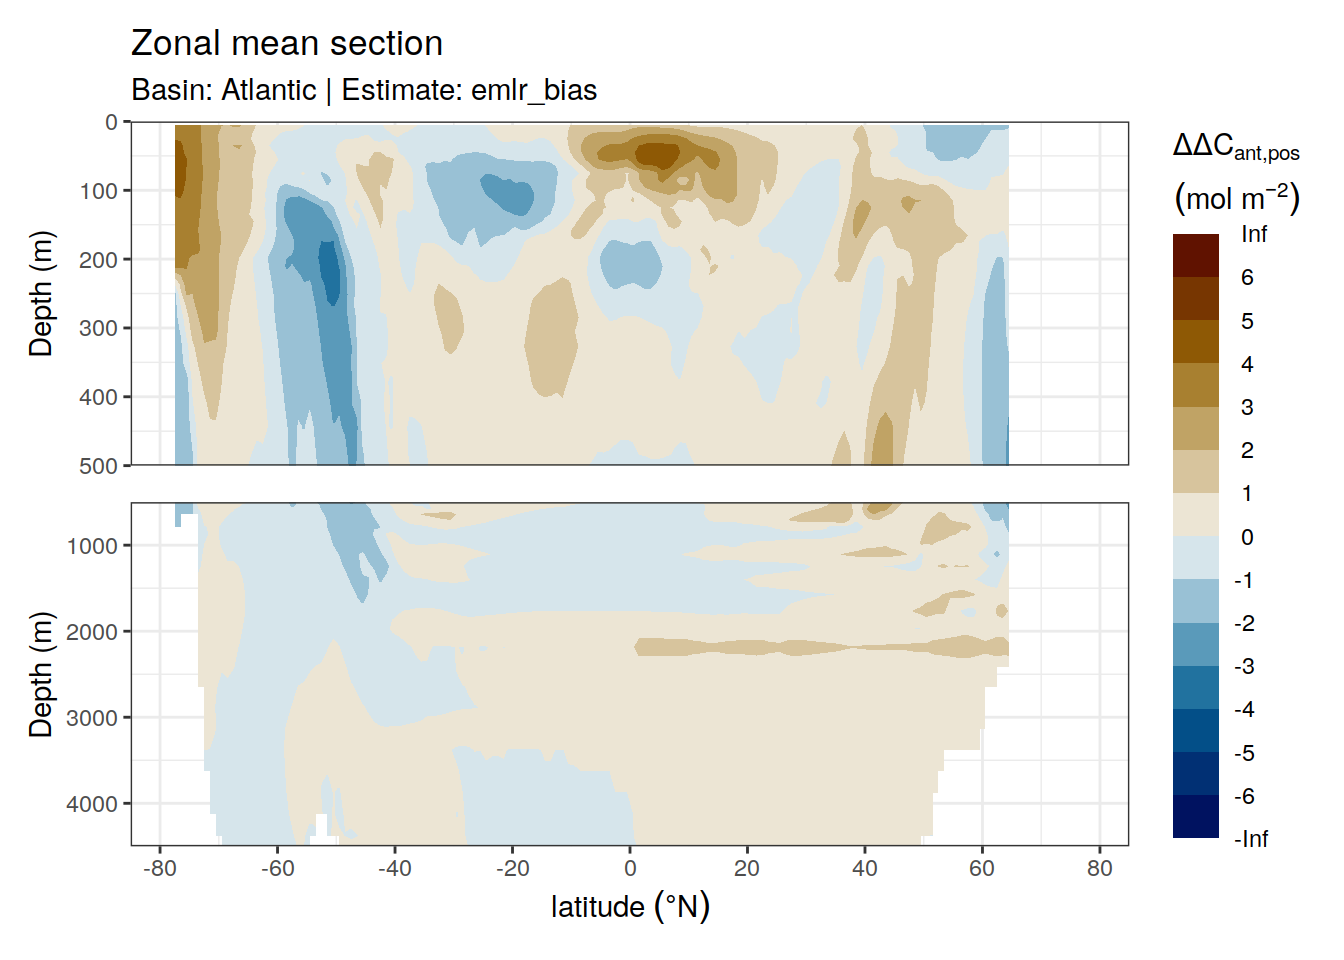 Zonal mean section
Basin: Atlantic | Estimate: emlr_bias
Depth (m)
0
100
200
300
400
500
Depth (m)
1000
2000
3000
4000
-80 -60 -40 -20 0 20 40 60 80
latitude (°N)
ΔΔCant,pos
(mol m−2)
Inf
6
5
4
3
2
1
0
-1
-2
-3
-4
-5
-6
-Inf